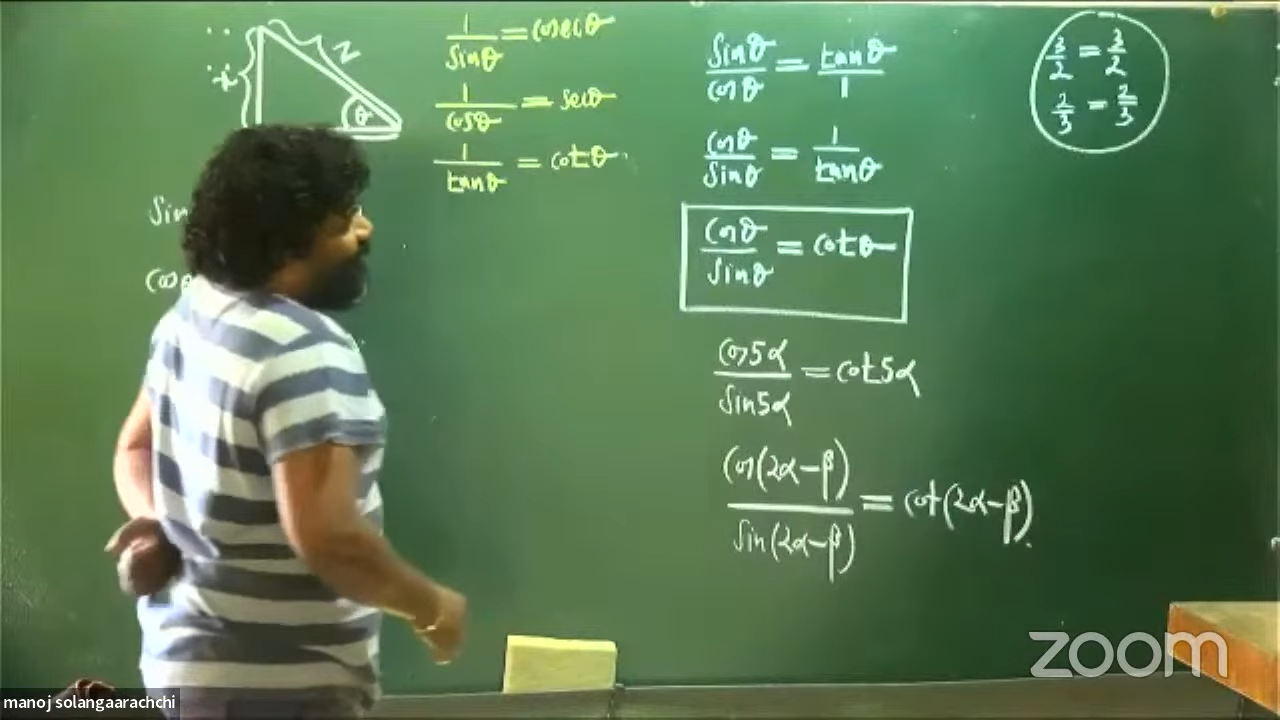 x
z
θ
sin
cos
1/sinθ = cosecθ
1/cosθ = secθ
1/tanθ = cotθ
sinθ/cosθ = tanθ/1
cosθ/sinθ = 1/tanθ
cosθ/sinθ = cotθ
cos5α/sin5α = cot5α
cos(2α-β)/sin(2α-β) = cot(2α-β)
3/2 = 3/2
2/3 = 2/3
zoom
manoj solangaarachchi